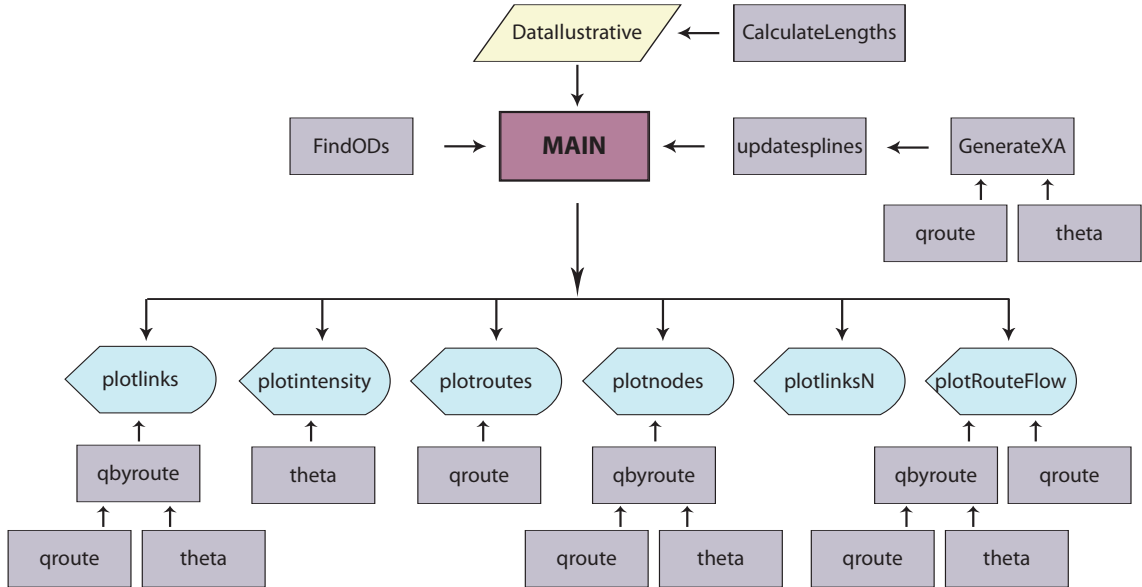 DataIlustrative
CalculateLengths
FindODs
MAIN
updatesplines
GenerateXA
qroute
theta
plotlinks
plotintensity
plotroutes
plotnodes
plotlinksN
plotRouteFlow
qbyroute
theta
qroute
qbyroute
qbyroute
qroute
qroute
theta
qroute
theta
qroute
theta